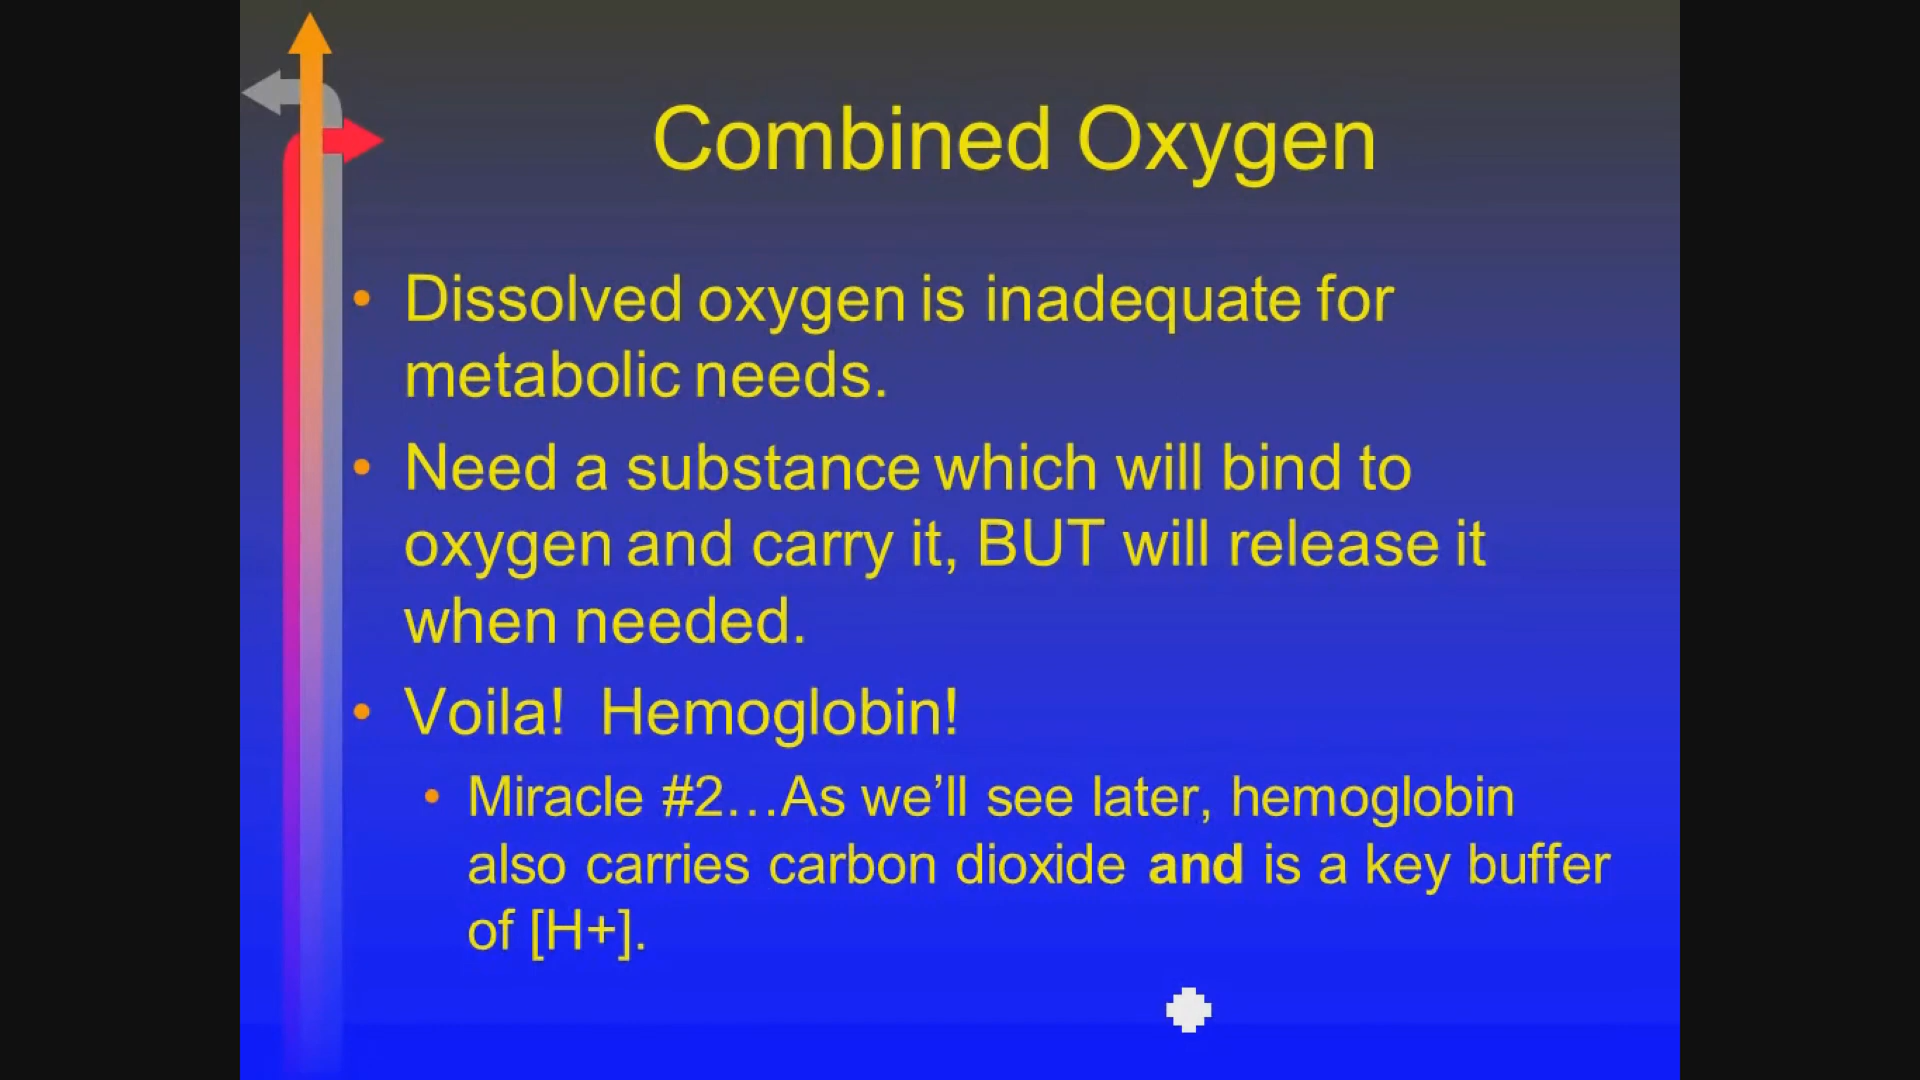 Combined Oxygen
• Dissolved oxygen is inadequate for
metabolic needs.
• Need a substance which will bind to
oxygen and carry it, BUT will release it
when needed.
• Voila!  Hemoglobin!
• Miracle #2…As we’ll see later, hemoglobin
also carries carbon dioxide and is a key buffer
of [H+].